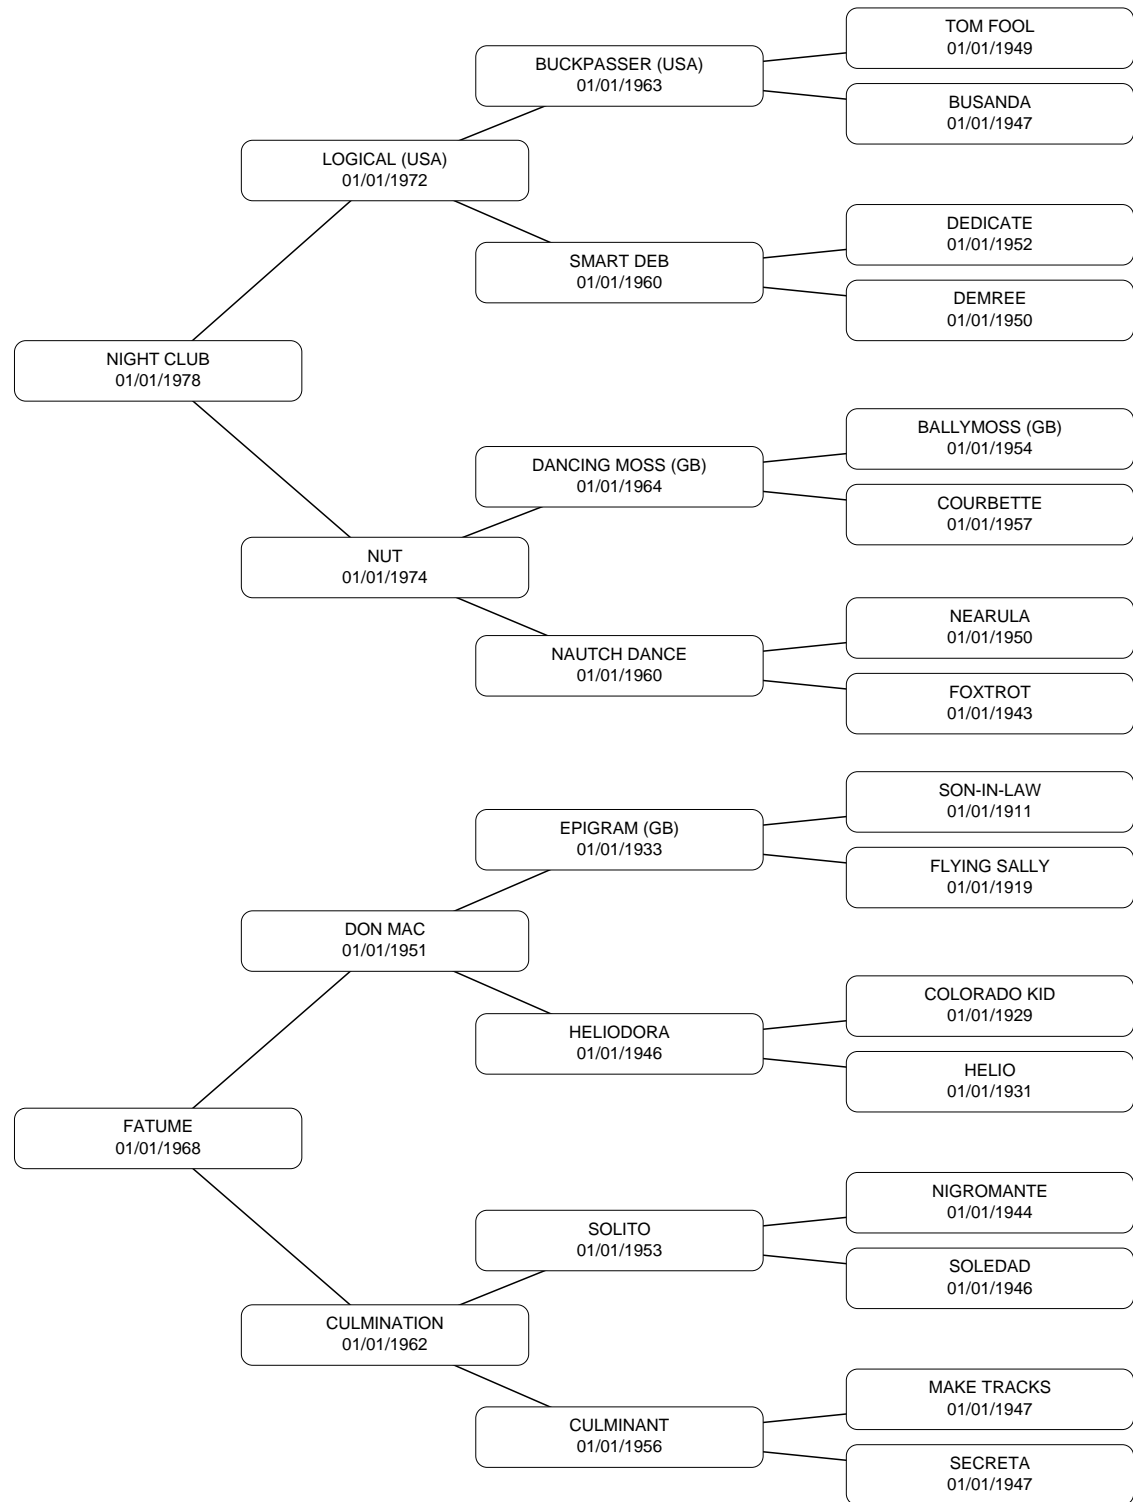 TOM FOOL
01/01/1949
BUCKPASSER (USA)
01/01/1963
BUSANDA
01/01/1947
LOGICAL (USA)
01/01/1972
DEDICATE
01/01/1952
SMART DEB
01/01/1960
DEMREE
01/01/1950
NIGHT CLUB
01/01/1978
BALLYMOSS (GB)
01/01/1954
DANCING MOSS (GB)
01/01/1964
COURBETTE
01/01/1957
NUT
01/01/1974
NEARULA
01/01/1950
NAUTCH DANCE
01/01/1960
FOXTROT
01/01/1943
SON-IN-LAW
01/01/1911
EPIGRAM (GB)
01/01/1933
FLYING SALLY
01/01/1919
DON MAC
01/01/1951
COLORADO KID
01/01/1929
HELIODORA
01/01/1946
HELIO
01/01/1931
FATUME
01/01/1968
NIGROMANTE
01/01/1944
SOLITO
01/01/1953
SOLEDAD
01/01/1946
CULMINATION
01/01/1962
MAKE TRACKS
01/01/1947
CULMINANT
01/01/1956
SECRETA
01/01/1947